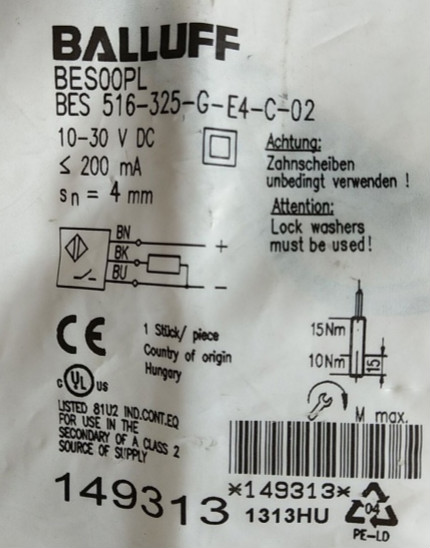 BALLUFF
BES00PL
BES 516-325-G-E4-C-02
10-30 V DC
≤ 200 mA
sn = 4 mm
Achtung:
Zahnscheiben
unbedingt verwenden !
Attention:
Lock washers
must be used!
BN
+
BK
BU
-
CE
1 Stück/ piece
Country of origin
Hungary
15Nm
10Nm
15
c UL us
M max.
LISTED 81U2 IND.CONT.EQ
FOR USE IN THE
SECONDARY OF A CLASS 2
SOURCE OF SUPPLY
149313
*149313*
1313HU
04
PE-LD